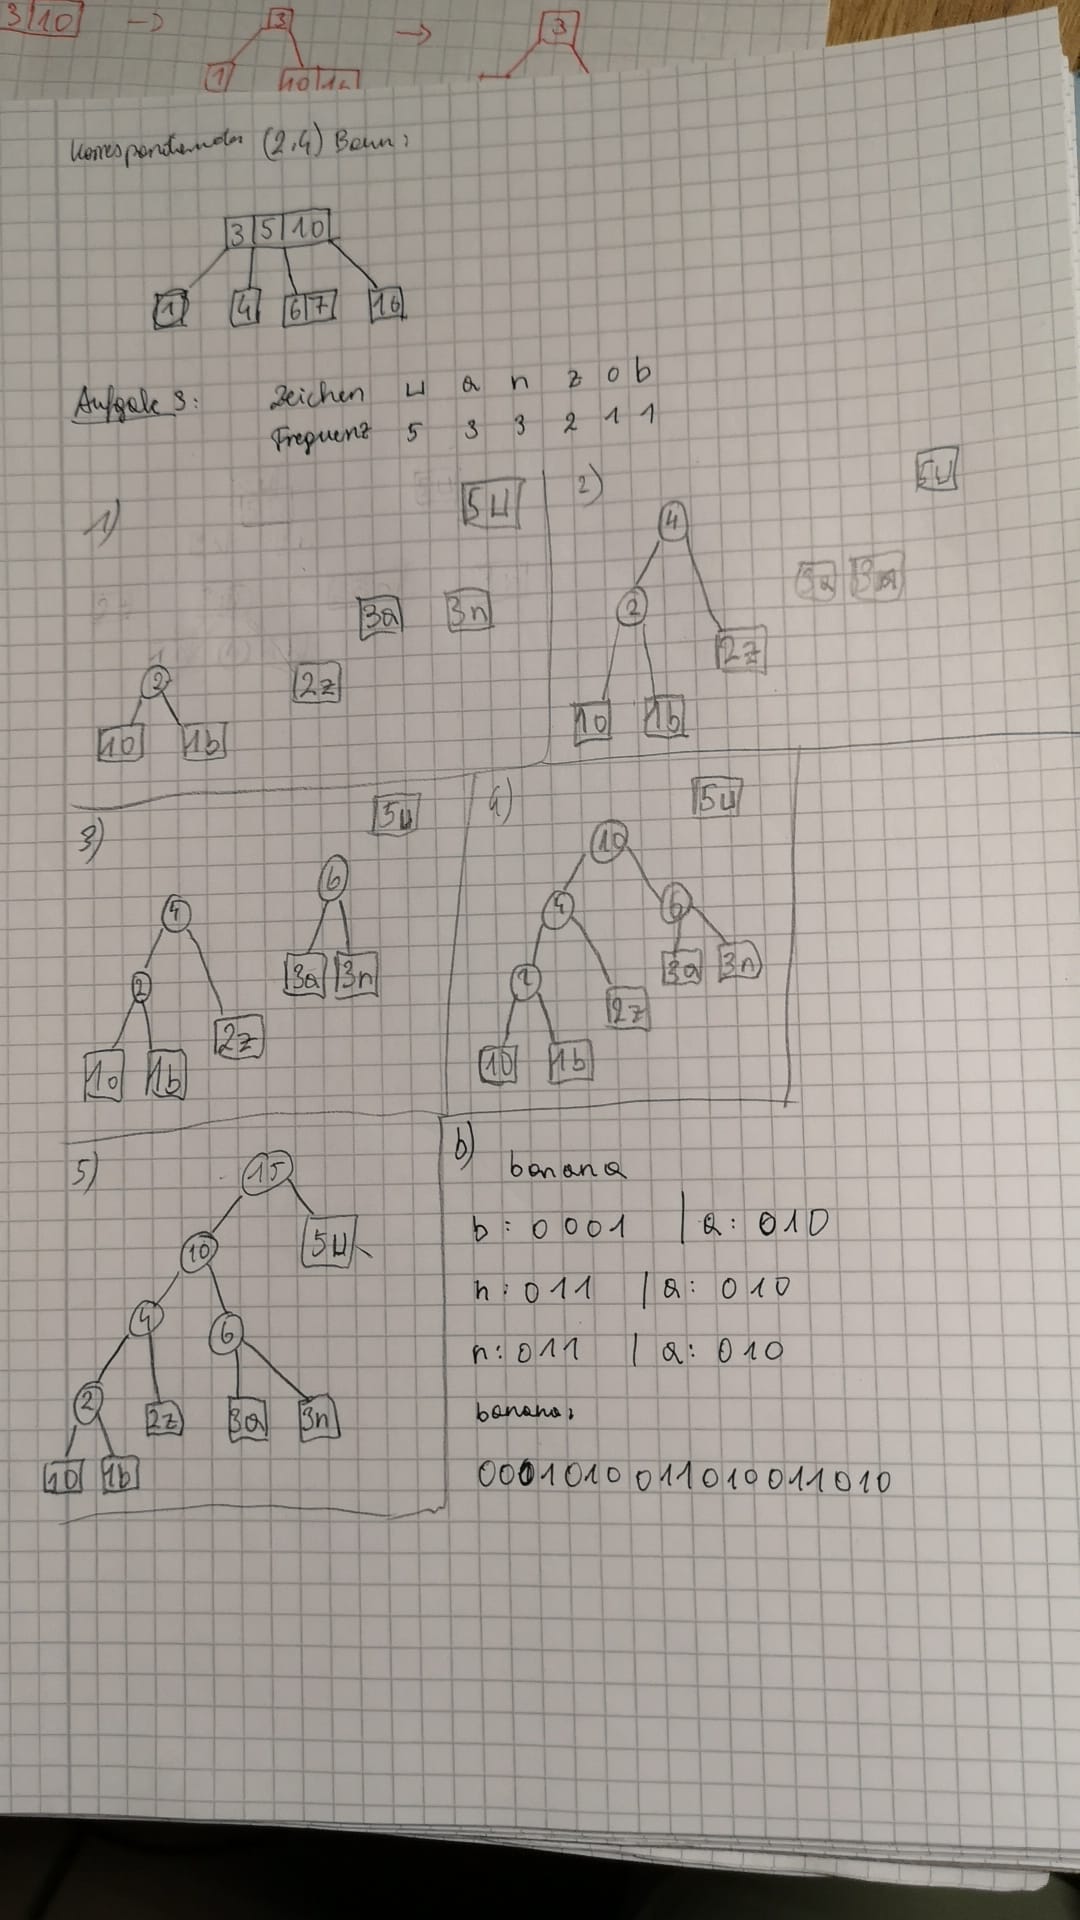 3 10 → 3 → 3
1 10
Korrespondierender (2,4) Baum:
3 5 10
1 4 6 7 16
Aufgabe 3: Zeichen ⊔ a n z o b
Frequenz 5 3 3 2 1 1
1)
5⊔
3a 3n
2 2z
1o 1b
2)
5⊔
4
3a 3n
2
2z
1o 1b
3)
5⊔
6
4
3a 3n
2
2z
1o 1b
4)
5⊔
10
4 6
3a 3n
2
2z
1o 1b
5)
15
10 5⊔
4 6
2 2z 3a 3n
1o 1b
b)
banana
b: 0001 | a: 010
n: 011 | a: 010
n: 011 | a: 010
banana:
0001010011010011010